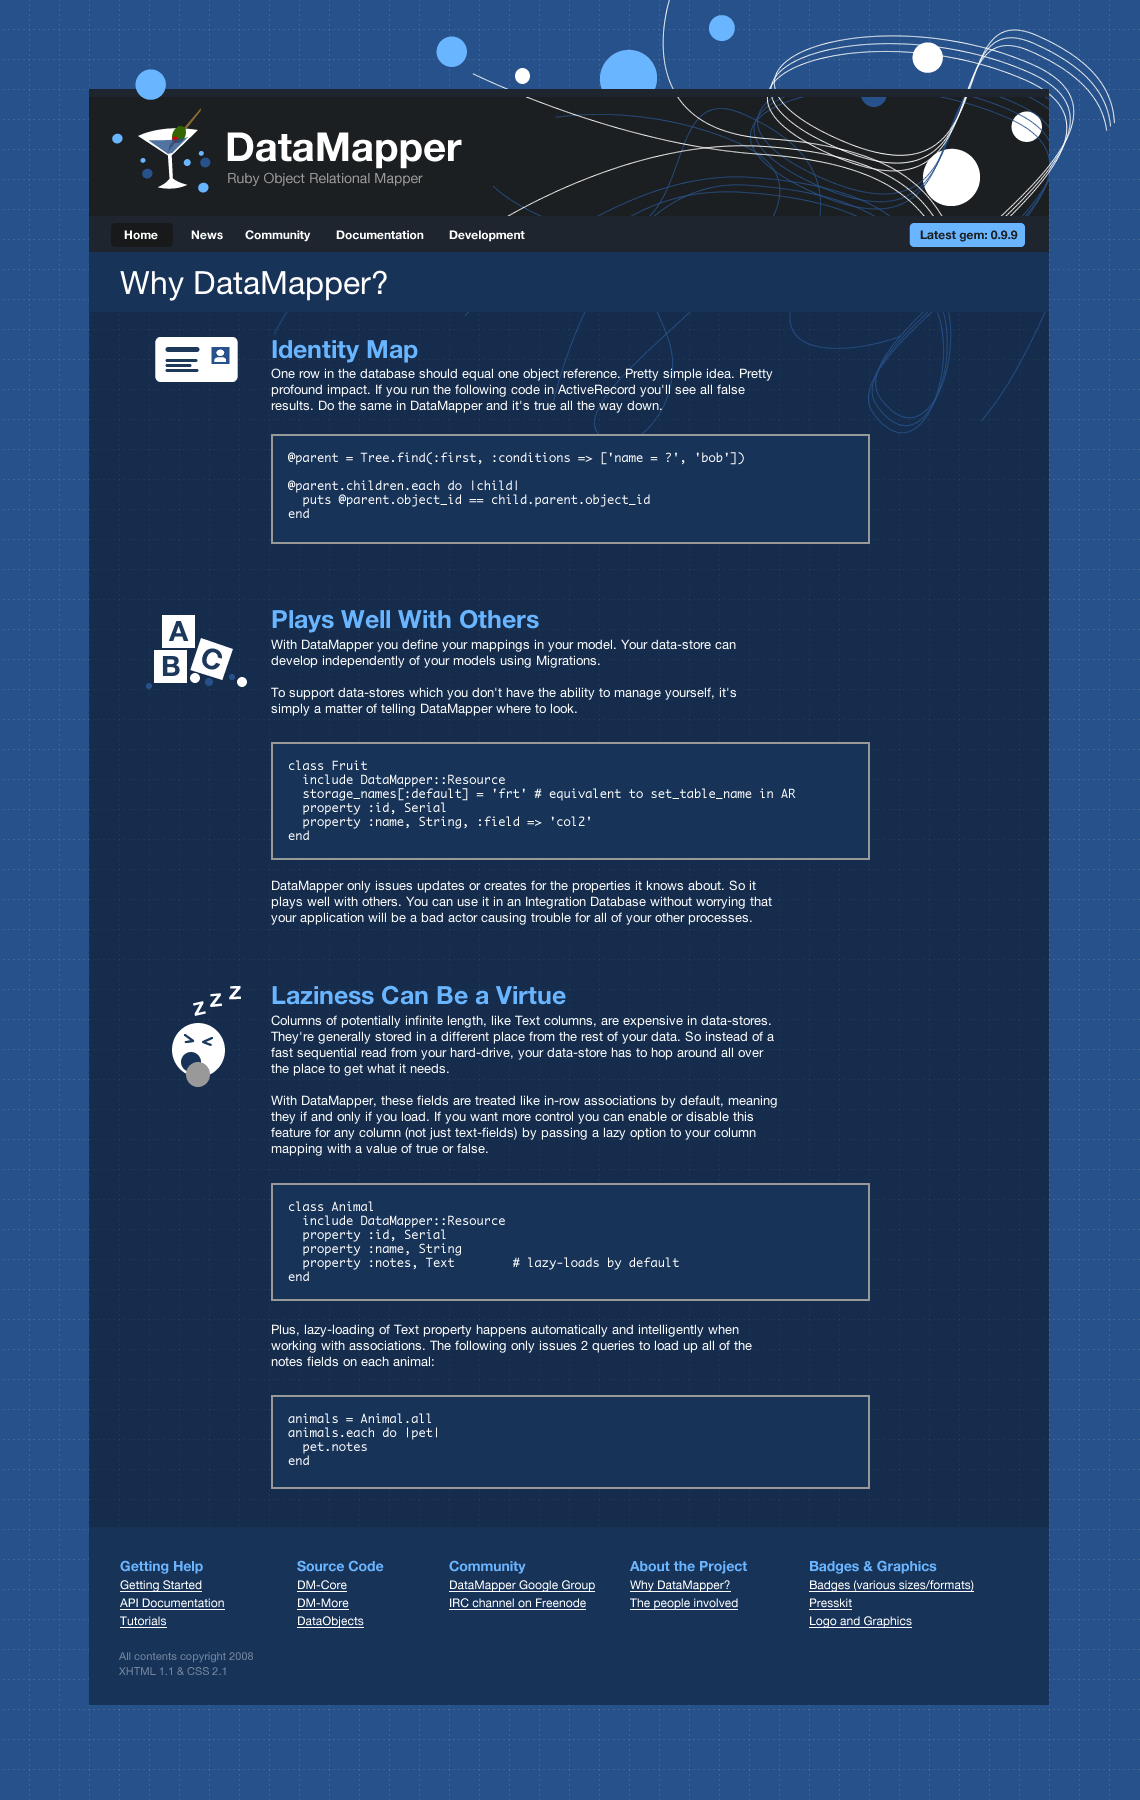 DataMapper
Ruby Object Relational Mapper
Home News Community Documentation Development Latest gem: 0.9.9
Why DataMapper?
Identity Map
One row in the database should equal one object reference. Pretty simple idea. Pretty
profound impact. If you run the following code in ActiveRecord you'll see all false
results. Do the same in DataMapper and it's true all the way down.
@parent = Tree.find(:first, :conditions => ['name = ?', 'bob'])
@parent.children.each do |child|
  puts @parent.object_id == child.parent.object_id
end
A
B C
Plays Well With Others
With DataMapper you define your mappings in your model. Your data-store can
develop independently of your models using Migrations.
To support data-stores which you don't have the ability to manage yourself, it's
simply a matter of telling DataMapper where to look.
class Fruit
  include DataMapper::Resource
  storage_names[:default] = 'frt' # equivalent to set_table_name in AR
  property :id, Serial
  property :name, String, :field => 'col2'
end
DataMapper only issues updates or creates for the properties it knows about. So it
plays well with others. You can use it in an Integration Database without worrying that
your application will be a bad actor causing trouble for all of your other processes.
z z z
Laziness Can Be a Virtue
Columns of potentially infinite length, like Text columns, are expensive in data-stores.
They're generally stored in a different place from the rest of your data. So instead of a
fast sequential read from your hard-drive, your data-store has to hop around all over
the place to get what it needs.
With DataMapper, these fields are treated like in-row associations by default, meaning
they if and only if you load. If you want more control you can enable or disable this
feature for any column (not just text-fields) by passing a lazy option to your column
mapping with a value of true or false.
class Animal
  include DataMapper::Resource
  property :id, Serial
  property :name, String
  property :notes, Text        # lazy-loads by default
end
Plus, lazy-loading of Text property happens automatically and intelligently when
working with associations. The following only issues 2 queries to load up all of the
notes fields on each animal:
animals = Animal.all
animals.each do |pet|
  pet.notes
end
Getting Help
Getting Started
API Documentation
Tutorials
Source Code
DM-Core
DM-More
DataObjects
Community
DataMapper Google Group
IRC channel on Freenode
About the Project
Why DataMapper?
The people involved
Badges & Graphics
Badges (various sizes/formats)
Presskit
Logo and Graphics
All contents copyright 2008
XHTML 1.1 & CSS 2.1